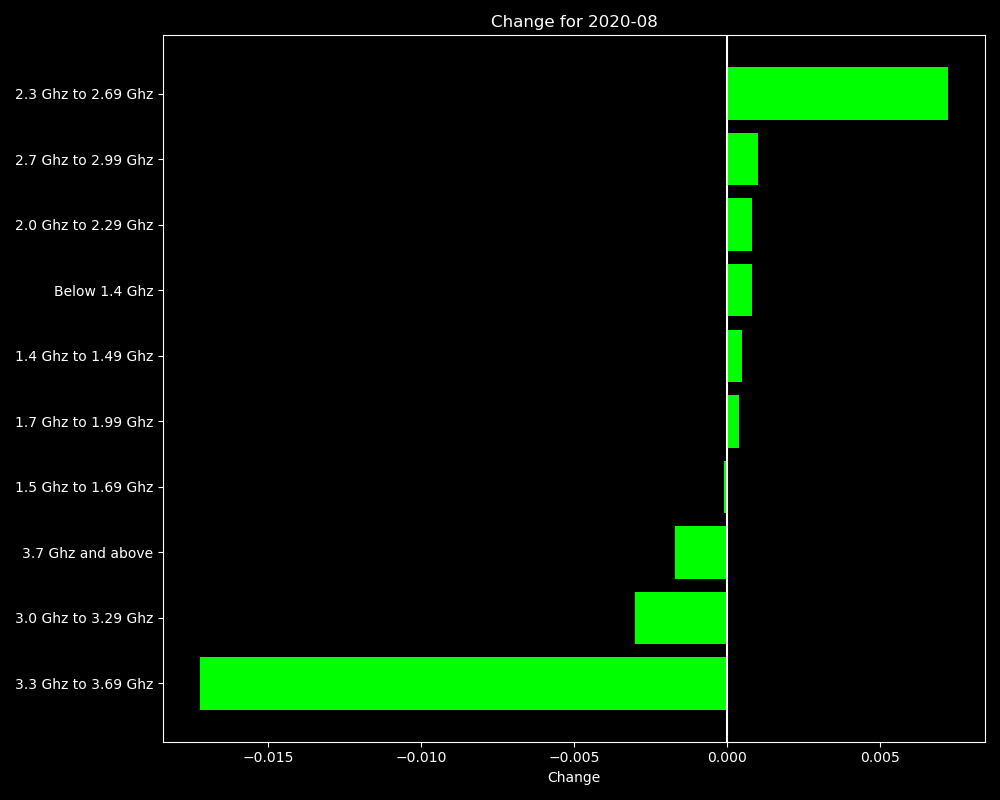 Change for 2020-08
2.3 Ghz to 2.69 Ghz
2.7 Ghz to 2.99 Ghz
2.0 Ghz to 2.29 Ghz
Below 1.4 Ghz
1.4 Ghz to 1.49 Ghz
1.7 Ghz to 1.99 Ghz
1.5 Ghz to 1.69 Ghz
3.7 Ghz and above
3.0 Ghz to 3.29 Ghz
3.3 Ghz to 3.69 Ghz
−0.015 −0.010 −0.005 0.000 0.005
Change